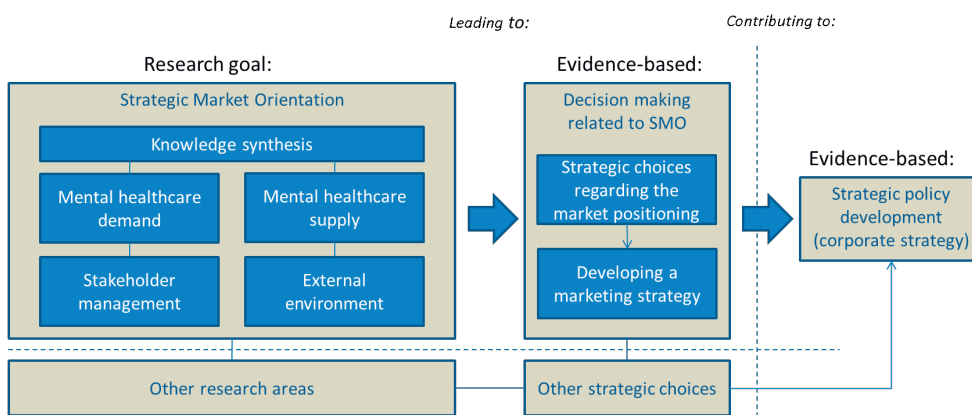 Leading to:
Contributing to:
Research goal:
Evidence-based:
Strategic Market Orientation
Knowledge synthesis
Mental healthcare
demand
Mental healthcare
supply
Stakeholder
management
External
environment
Decision making
related to SMO
Strategic choices
regarding the
market positioning
Developing a
marketing strategy
Evidence-based:
Strategic policy
development
(corporate strategy)
Other research areas
Other strategic choices